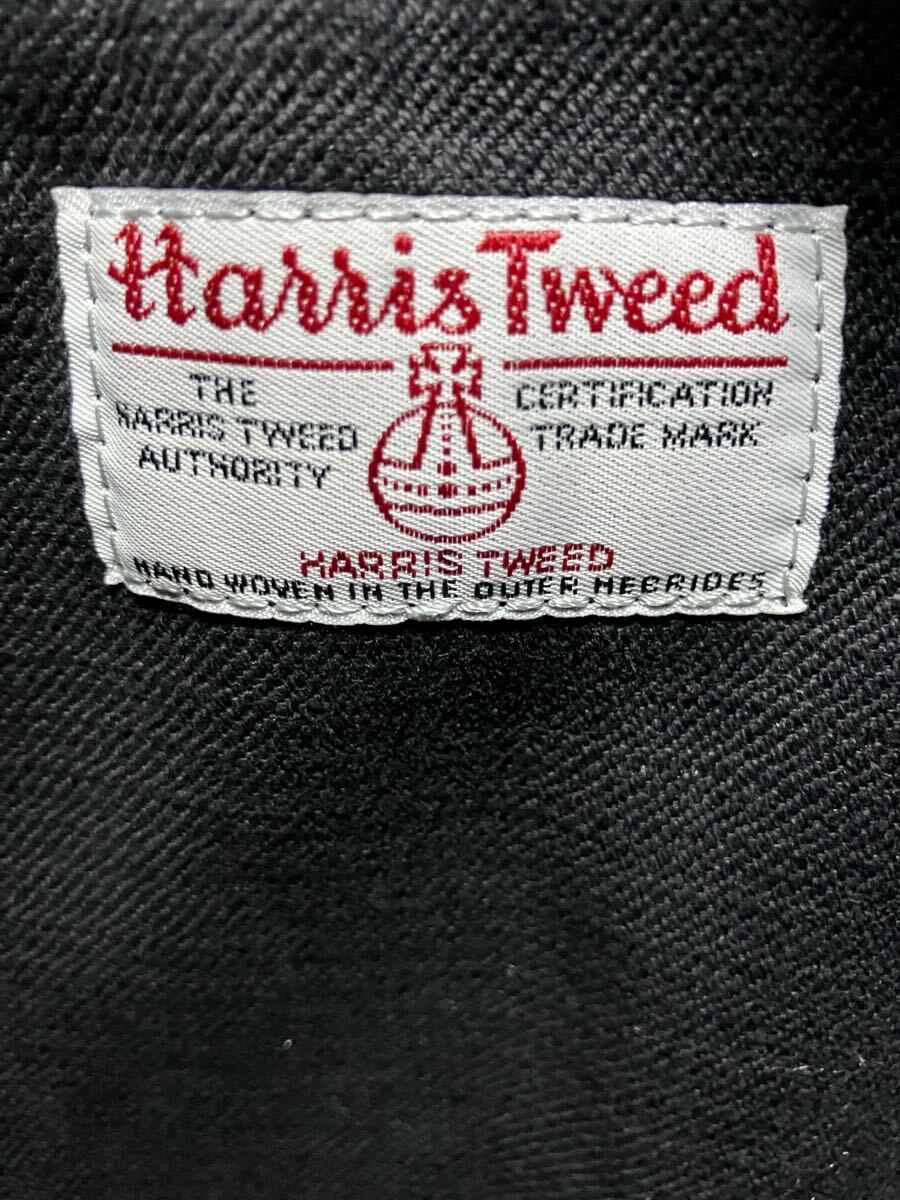 Harris Tweed
THE
HARRIS TWEED
AUTHORITY
CERTIFICATION
TRADE MARK
HARRIS TWEED
HAND WOVEN IN THE OUTER HEBRIDES